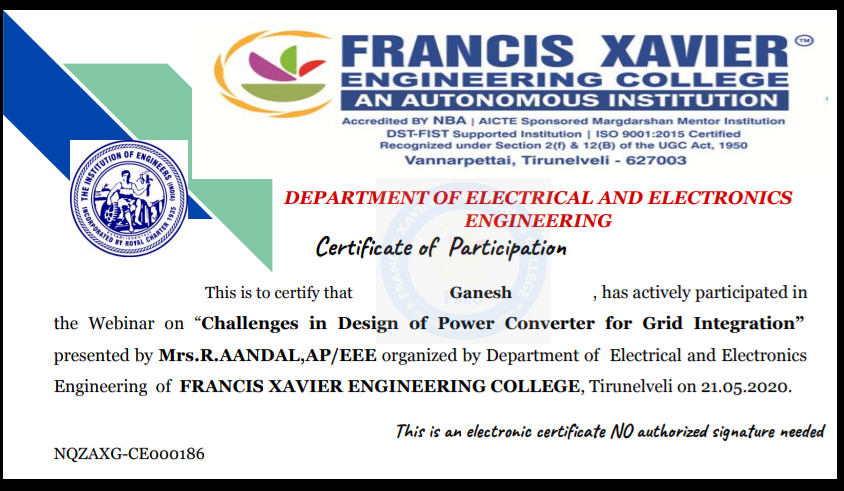 FRANCIS XAVIER TM
ENGINEERING COLLEGE
AN AUTONOMOUS INSTITUTION
Accredited BY NBA | AICTE Sponsored Margdarshan Mentor Institution
DST-FIST Supported Institution | ISO 9001:2015 Certified
Recognized under Section 2(f) & 12(B) of the UGC Act, 1950
Vannarpettai, Tirunelveli - 627003
THE INSTITUTION OF ENGINEERS (INDIA)
INCORPORATED BY ROYAL CHARTER 1935
DEPARTMENT OF ELECTRICAL AND ELECTRONICS
ENGINEERING
Certificate of Participation
FRANCIS XAVIER COLLEGE
This is to certify that Ganesh , has actively participated in
the Webinar on “Challenges in Design of Power Converter for Grid Integration”
presented by Mrs.R.AANDAL,AP/EEE organized by Department of Electrical and Electronics
Engineering of FRANCIS XAVIER ENGINEERING COLLEGE, Tirunelveli on 21.05.2020.
This is an electronic certificate NO authorized signature needed
NQZAXG-CE000186